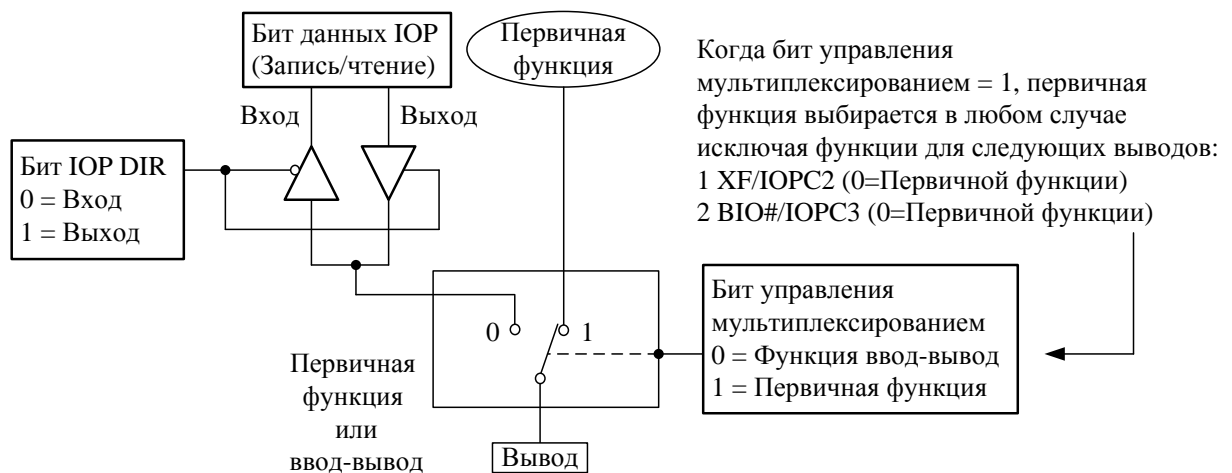 Бит данных IOP
(Запись/чтение)
Первичная
функция
Когда бит управления
мультиплексированием = 1, первичная
функция выбирается в любом случае
исключая функции для следующих выводов:
1 XF/IOPC2 (0=Первичной функции)
2 BIO#/IOPC3 (0=Первичной функции)
Вход
Выход
Бит IOP DIR
0 = Вход
1 = Выход
0
1
Бит управления
мультиплексированием
0 = Функция ввод-вывод
1 = Первичная функция
Первичная
функция
или
ввод-вывод
Вывод